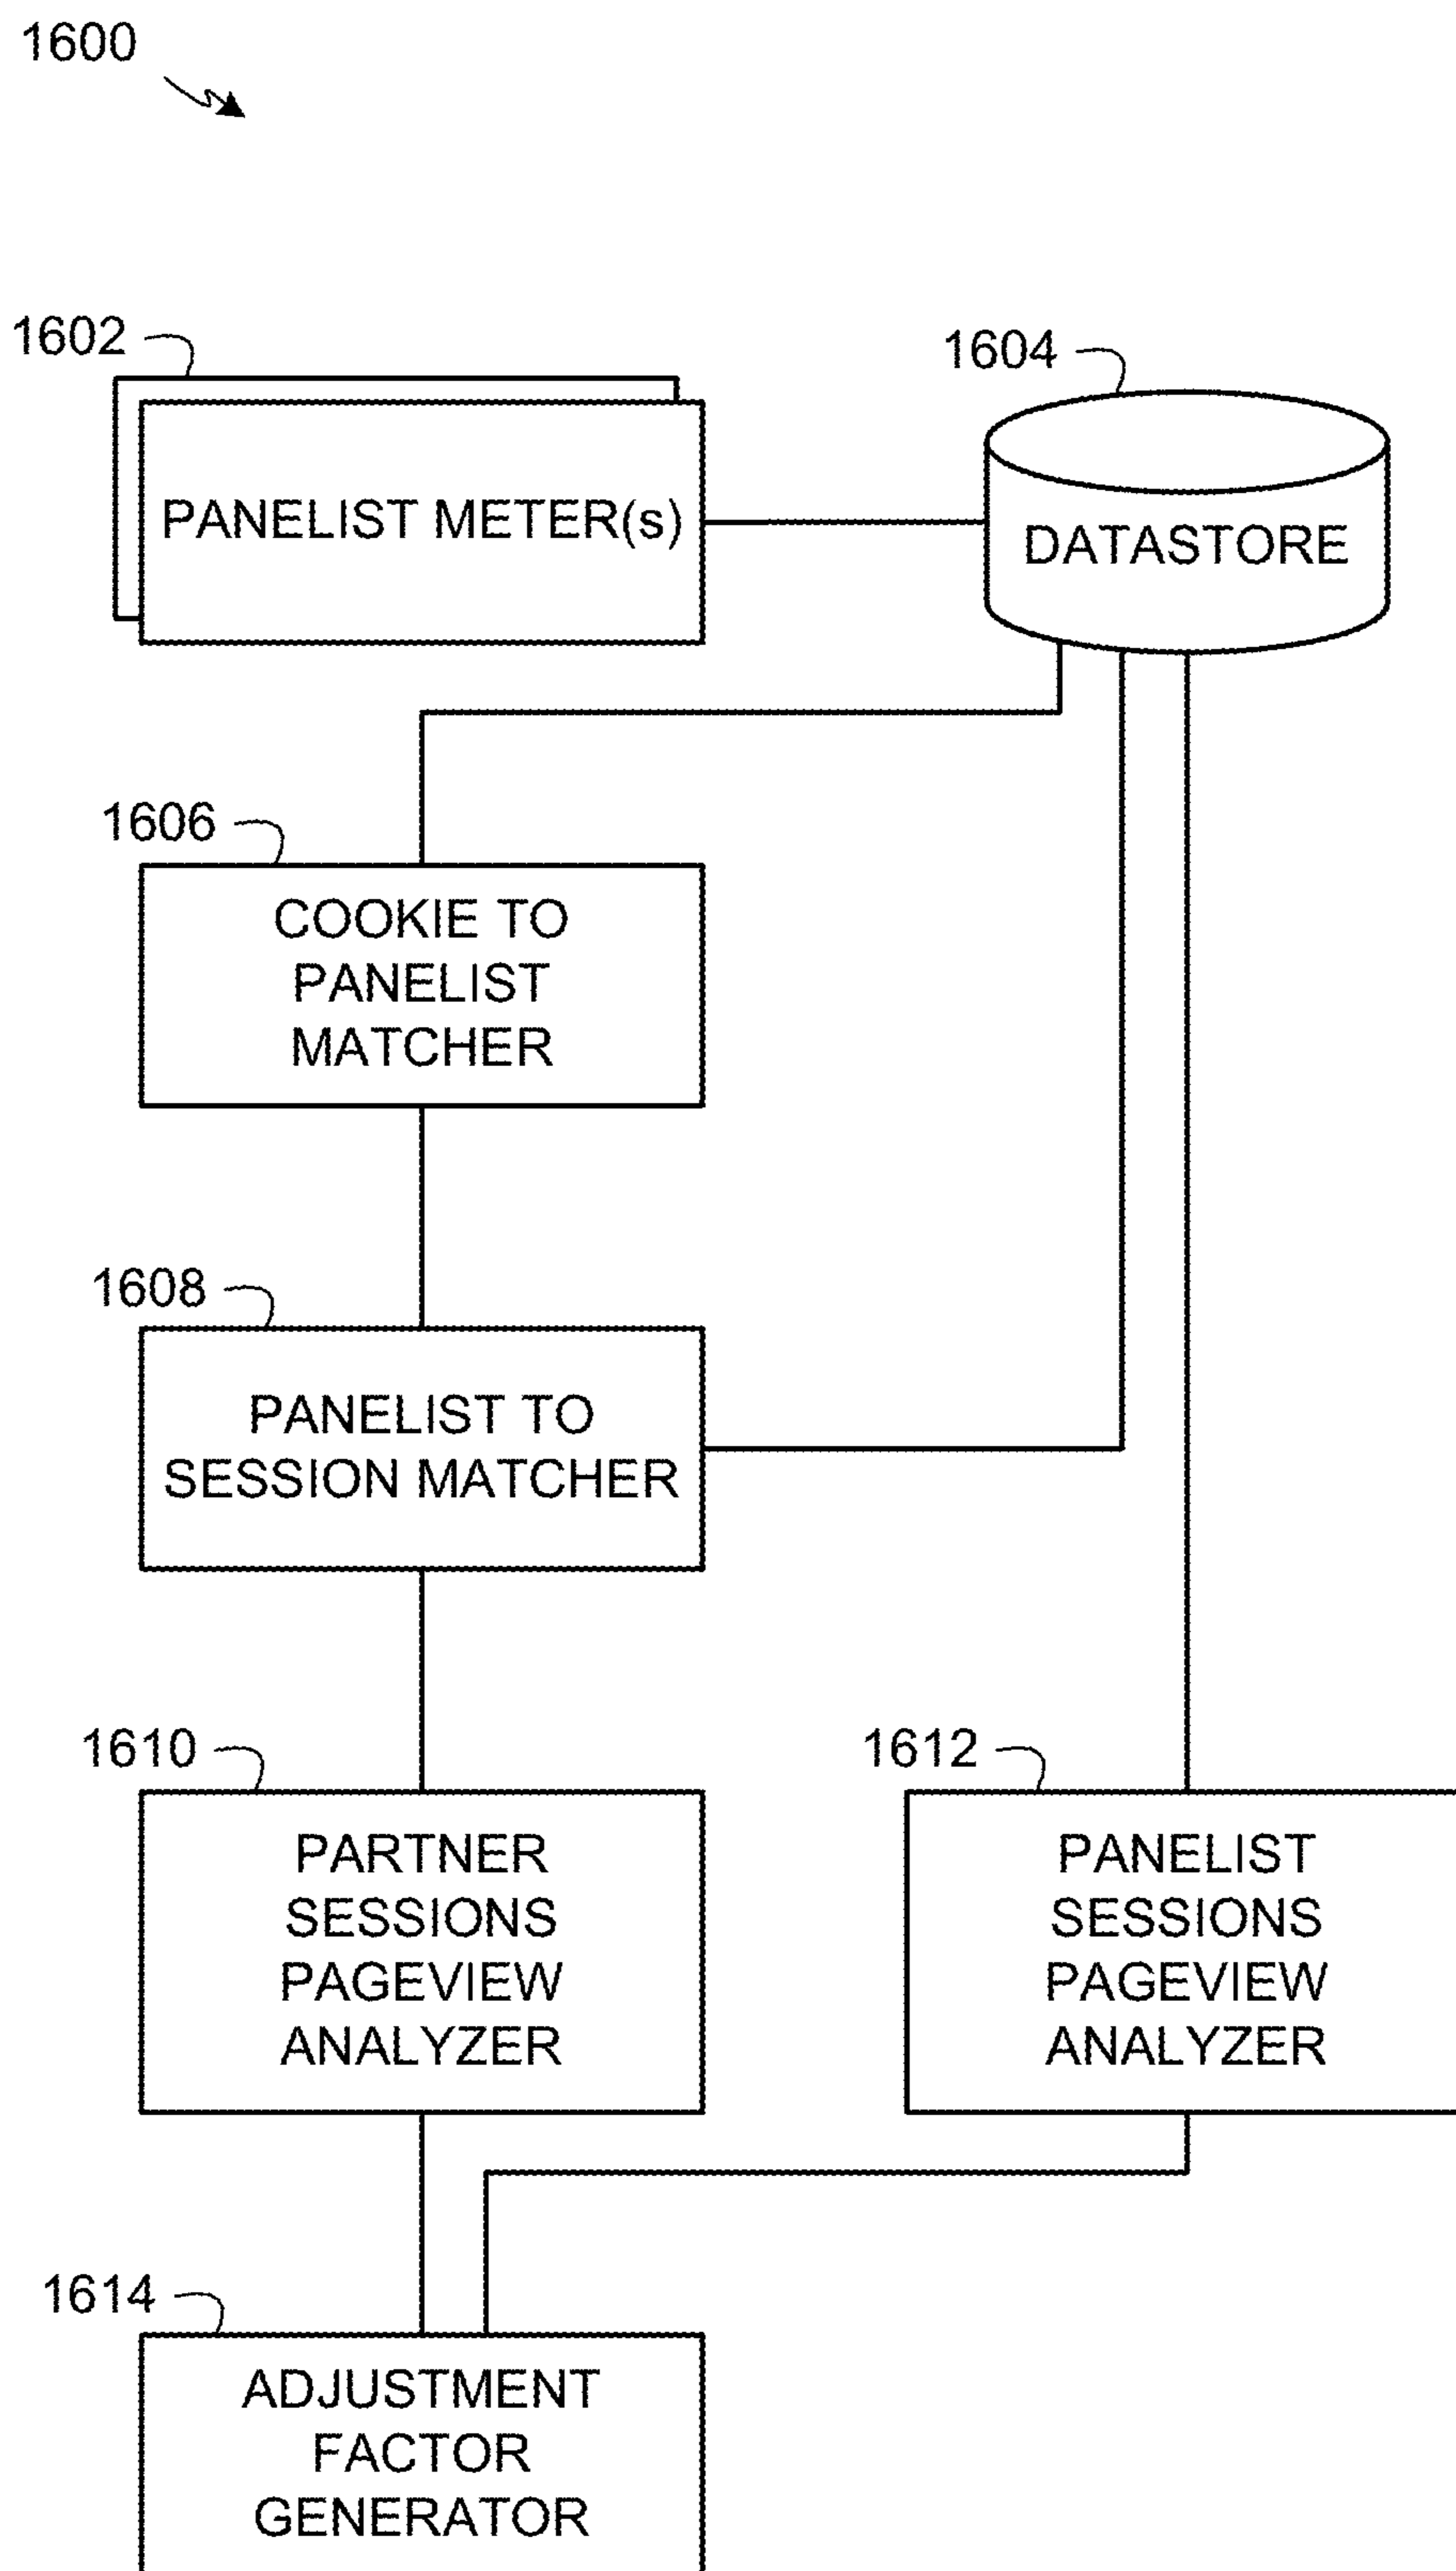 1600
1602
1604
PANELIST METER(s)
DATASTORE
1606
COOKIE TO
PANELIST
MATCHER
1608
PANELIST TO
SESSION MATCHER
1610
1612
PARTNER
SESSIONS
PAGEVIEW
ANALYZER
PANELIST
SESSIONS
PAGEVIEW
ANALYZER
1614
ADJUSTMENT
FACTOR
GENERATOR